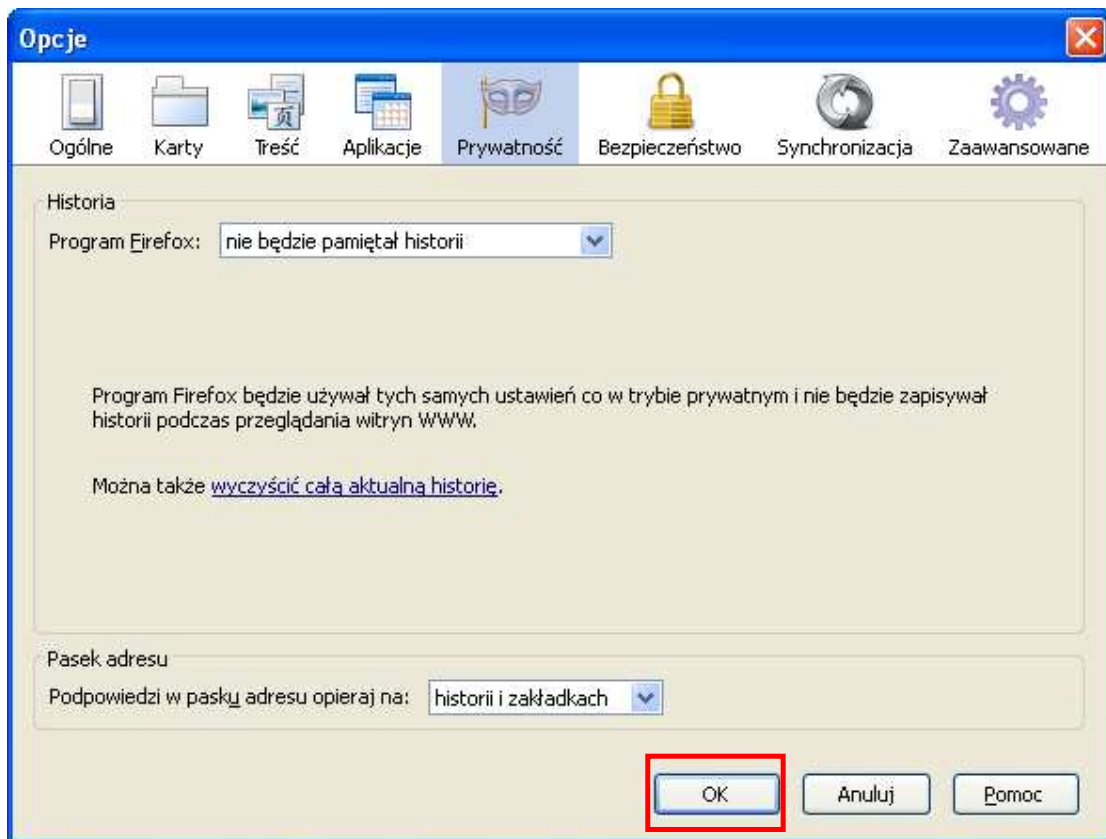 Opcje
Ogólne Karty Treść Aplikacje Prywatność Bezpieczeństwo Synchronizacja Zaawansowane
Historia
Program Firefox: nie będzie pamiętał historii
Program Firefox będzie używał tych samych ustawień co w trybie prywatnym i nie będzie zapisywał
historii podczas przeglądania witryn WWW.
Można także wyczyścić całą aktualną historię.
Pasek adresu
Podpowiedzi w pasku adresu opieraj na: historii i zakładkach
OK Anuluj Pomoc